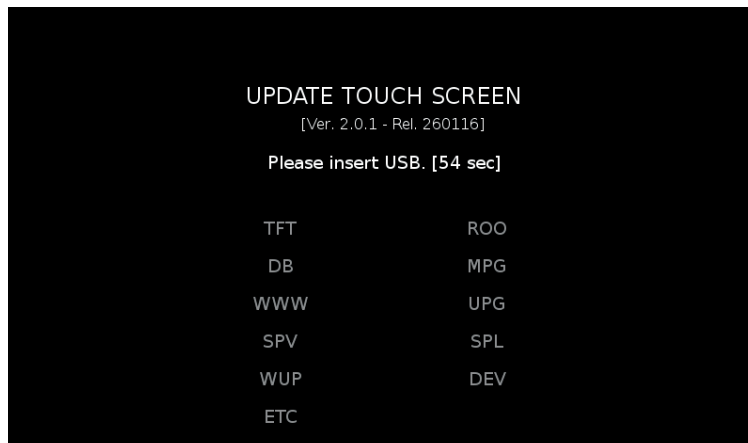 UPDATE TOUCH SCREEN
[Ver. 2.0.1 - Rel. 260116]
Please insert USB. [54 sec]
TFT ROO
DB MPG
WWW UPG
SPV SPL
WUP DEV
ETC